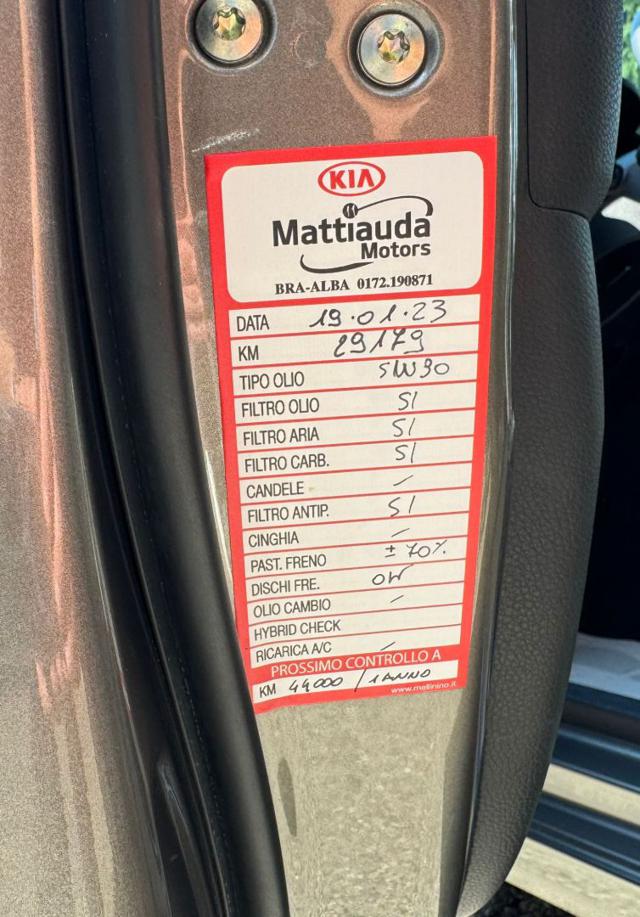 KIA
Mattiauda
Motors
BRA-ALBA 0172.190871
DATA 19.01.23
KM 29179
TIPO OLIO 5W30
FILTRO OLIO SI
FILTRO ARIA SI
FILTRO CARB. SI
CANDELE -
FILTRO ANTIP. SI
CINGHIA -
PAST. FRENO ± 70%
DISCHI FRE. OK
OLIO CAMBIO -
HYBRID CHECK
RICARICA A/C -
PROSSIMO CONTROLLO A
KM 44000 / 1 ANNO
www.mellinino.it